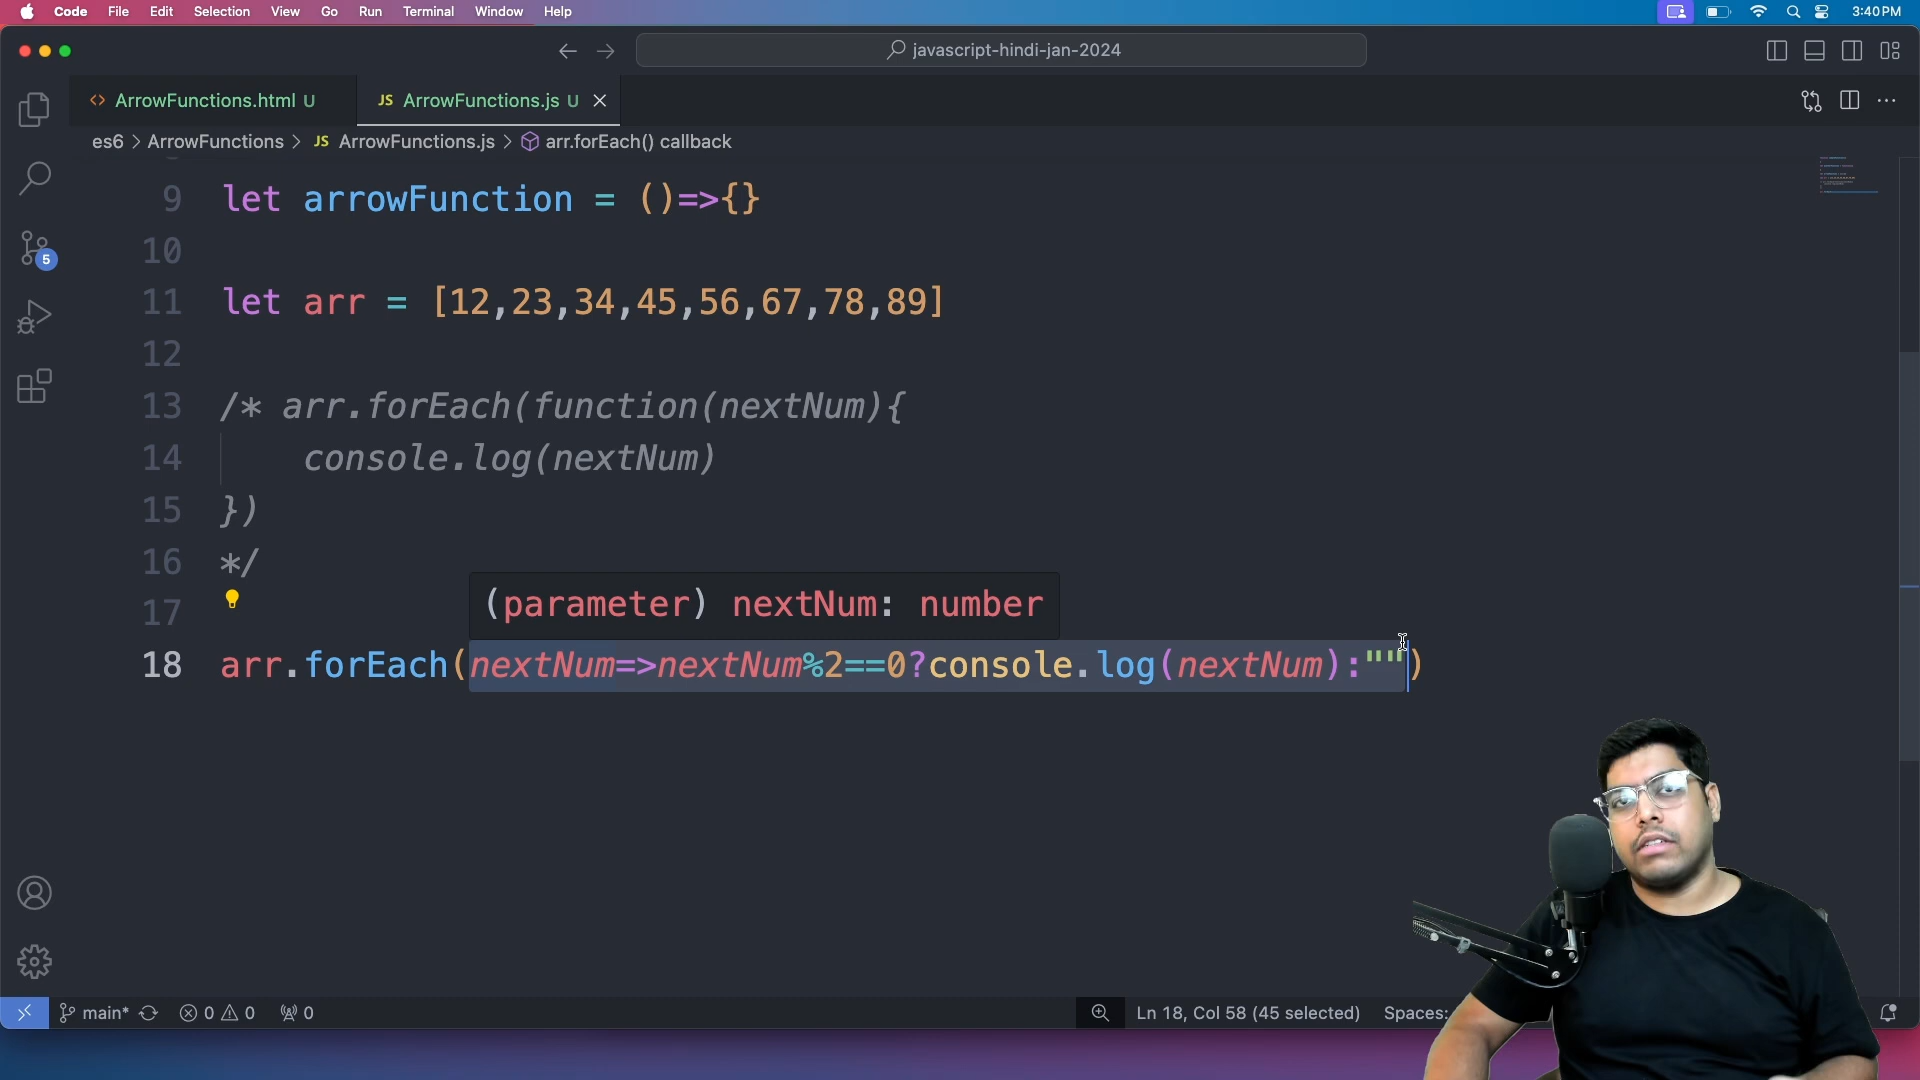 Code File Edit Selection View Go Run Terminal Window Help 3:40 PM
javascript-hindi-jan-2024
ArrowFunctions.html U JS ArrowFunctions.js U
es6 > ArrowFunctions > JS ArrowFunctions.js > arr.forEach() callback
9 let arrowFunction = ()=>{}
10
11 let arr = [12,23,34,45,56,67,78,89]
12
13 /* arr.forEach(function(nextNum){
14 console.log(nextNum)
15 })
16 */
(parameter) nextNum: number
17
18 arr.forEach(nextNum=>nextNum%2==0?console.log(nextNum):"")
5
main* 0 0 0 Ln 18, Col 58 (45 selected) Spaces: